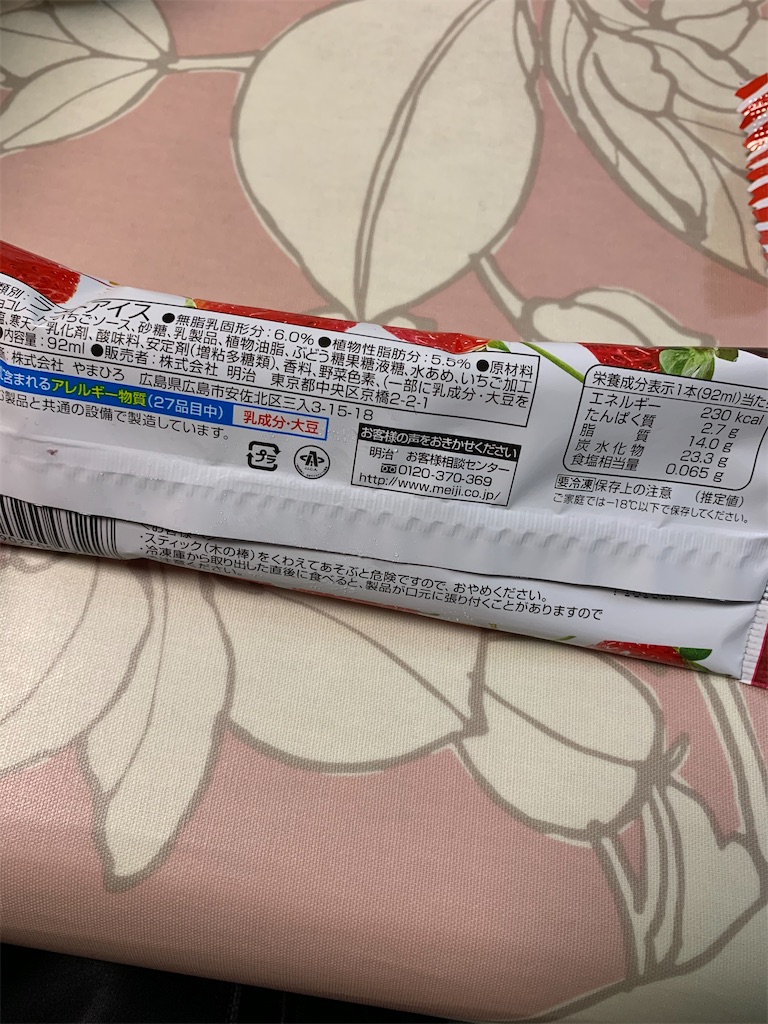 類別:
アイス ●無脂乳固形分:6.0% ●植物性脂肪分:5.5% ●原材料
ソース、砂糖、乳製品、植物油脂、ぶどう糖果糖液糖、水あめ、いちご加工
寒天 乳化剤、酸味料、安定剤(増粘多糖類)、香料、野菜色素、(一部に乳成分・大豆を
内容量:92ml ●販売者:株式会社 明治 東京都中央区京橋2-2-1
株式会社 やまひろ 広島県広島市安佐北区三入3-15-18
含まれるアレルギー物質(27品目中) 乳成分・大豆
製品と共通の設備で製造しています。
プラ
お客様の声をおきかせください
明治 お客様相談センター
0120-370-369
http://www.meiji.co.jp/
栄養成分表示1本(92ml)当た
エネルギー 230 kcal
たんぱく質 2.7 g
脂質 14.0 g
炭水化物 23.3 g
食塩相当量 0.065 g
(推定値)
要冷凍 保存上の注意
ご家庭では－18℃以下で保存してください。
・スティック(木の棒)をくわえてあそぶと危険ですので、おやめください。
・冷凍庫から取り出した直後に食べると、製品が口元に張り付くことがありますので
ください。